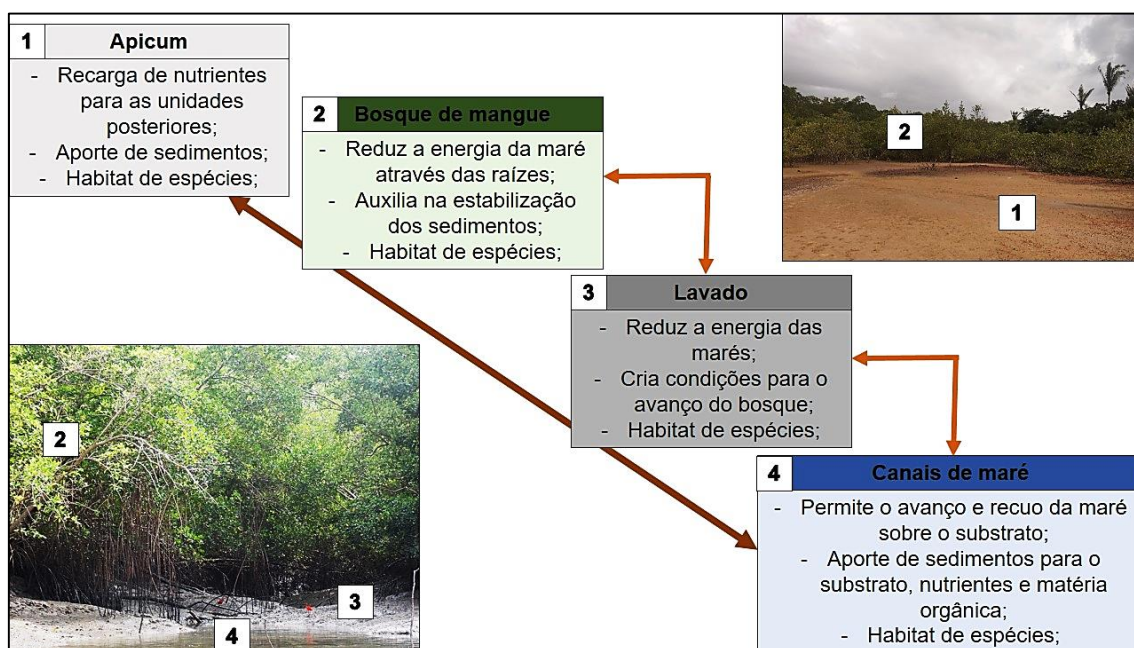 1 Apicum
- Recarga de nutrientes
para as unidades
posteriores;
- Aporte de sedimentos;
- Habitat de espécies;
2 Bosque de mangue
- Reduz a energia da maré
através das raízes;
- Auxilia na estabilização
dos sedimentos;
- Habitat de espécies;
2
1
3 Lavado
- Reduz a energia das
marés;
- Cria condições para o
avanço do bosque;
- Habitat de espécies;
2
3
4
4 Canais de maré
- Permite o avanço e recuo da maré
sobre o substrato;
- Aporte de sedimentos para o
substrato, nutrientes e matéria
orgânica;
- Habitat de espécies;